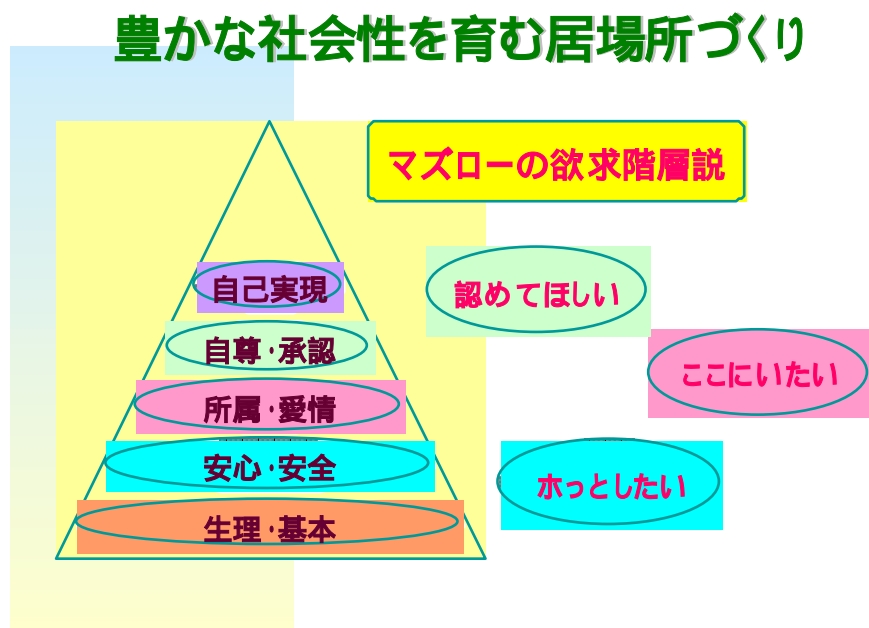 豊かな社会性を育む居場所づくり
マズローの欲求階層説
自己実現
認めてほしい
自尊・承認
ここにいたい
所属・愛情
安心・安全
ホっとしたい
生理・基本